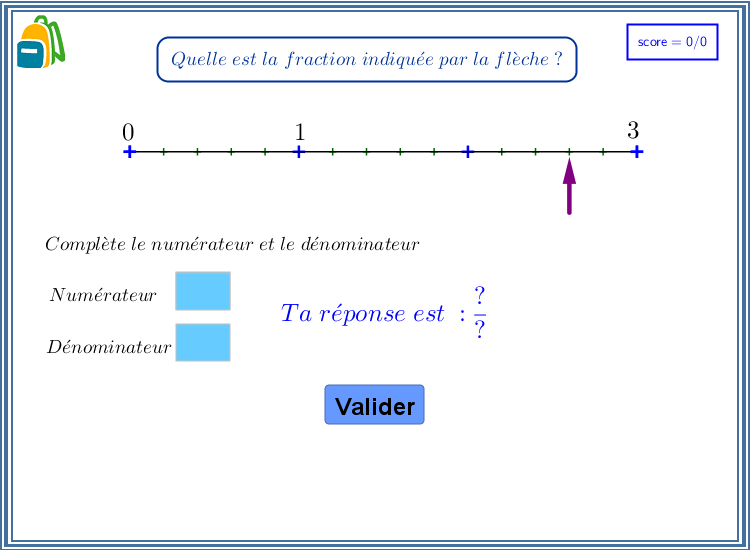 Quelle est la fraction indiquée par la flèche ?
score = 0/0
0 1 3
Complète le numérateur et le dénominateur
Numérateur
Ta réponse est : ?/?
Dénominateur
Valider